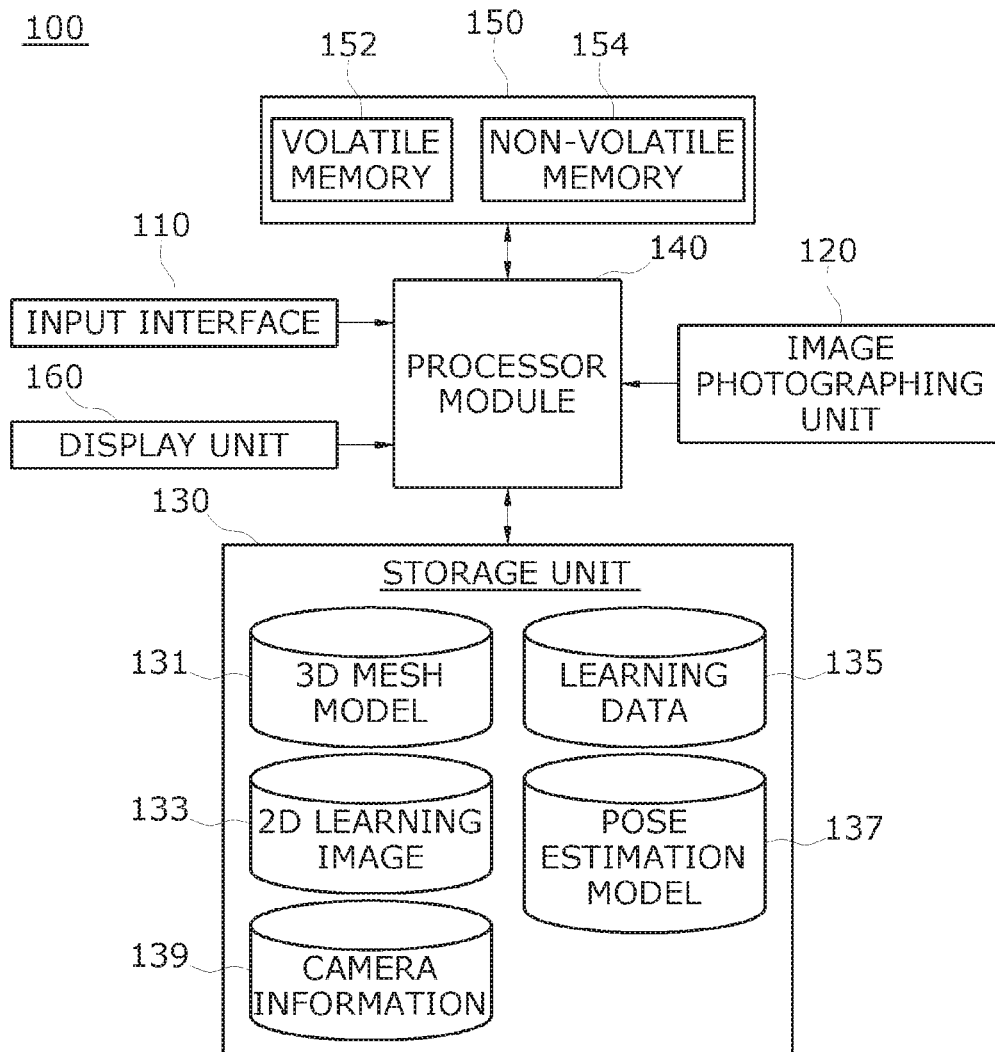 100
150
152
154
VOLATILE
MEMORY
NON-VOLATILE
MEMORY
110
140
120
INPUT INTERFACE
PROCESSOR
MODULE
IMAGE
PHOTOGRAPHING
UNIT
160
DISPLAY UNIT
130
STORAGE UNIT
131
3D MESH
MODEL
LEARNING
DATA
135
133
2D LEARNING
IMAGE
POSE
ESTIMATION
MODEL
137
139
CAMERA
INFORMATION